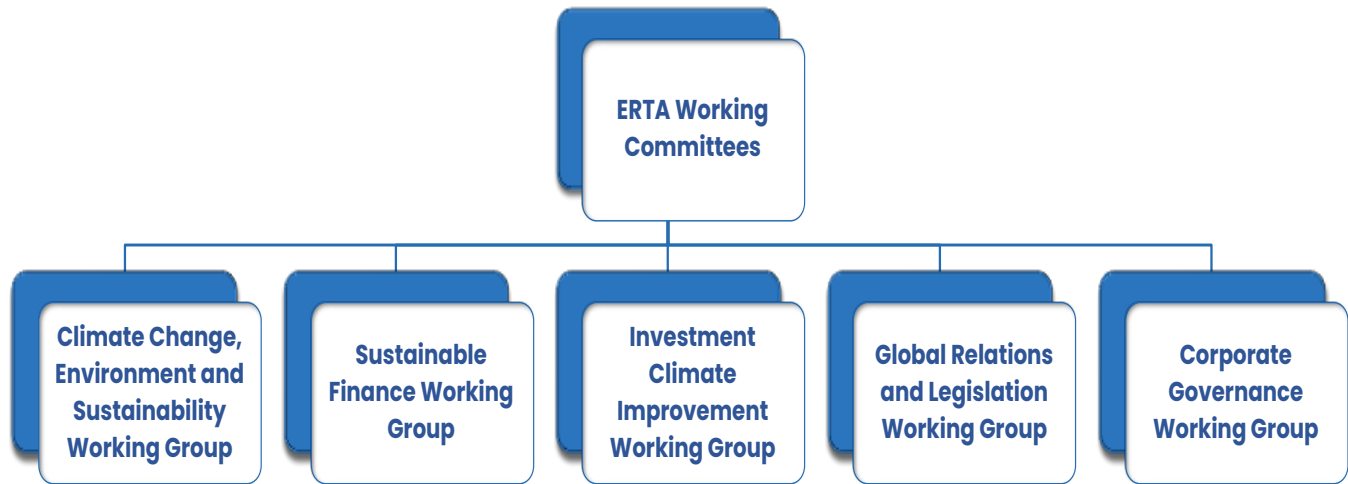 ERTA Working
Committees
Climate Change,
Environment and
Sustainability
Working Group
Sustainable
Finance Working
Group
Investment
Climate
Improvement
Working Group
Global Relations
and Legislation
Working Group
Corporate
Governance
Working Group